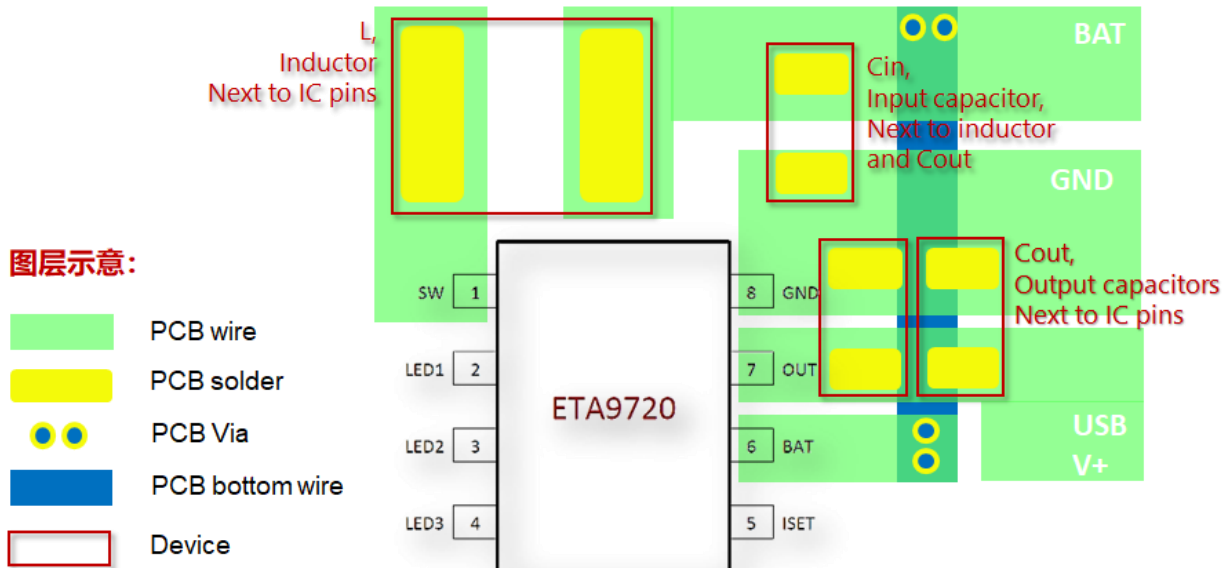 L,
Inductor
Next to IC pins
BAT
Cin,
Input capacitor,
Next to inductor
and Cout
GND
图层示意：
PCB wire
PCB solder
PCB Via
PCB bottom wire
Device
SW 1
LED1 2
LED2 3
LED3 4
ETA9720
8 GND
7 OUT
6 BAT
5 ISET
Cout,
Output capacitors
Next to IC pins
USB
V+